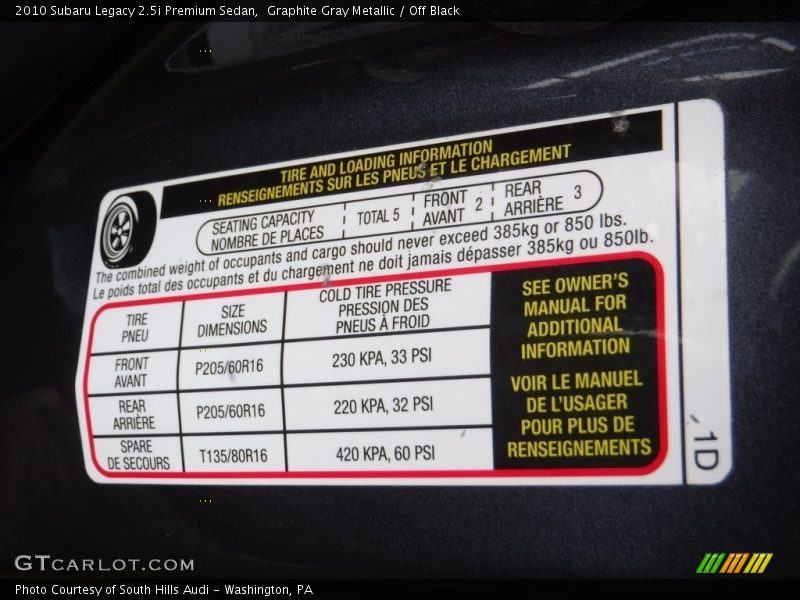 2010 Subaru Legacy 2.5i Premium Sedan,  Graphite Gray Metallic / Off Black
TIRE AND LOADING INFORMATION
RENSEIGNEMENTS SUR LES PNEUS ET LE CHARGEMENT
SEATING CAPACITY
NOMBRE DE PLACES
TOTAL 5
FRONT
AVANT 2
REAR
ARRIÈRE 3
The combined weight of occupants and cargo should never exceed 385kg or 850 lbs.
Le poids total des occupants et du chargement ne doit jamais dépasser 385kg ou 850lb.
TIRE
PNEU
SIZE
DIMENSIONS
COLD TIRE PRESSURE
PRESSION DES
PNEUS À FROID
FRONT
AVANT
P205/60R16
230 KPA, 33 PSI
REAR
ARRIÈRE
P205/60R16
220 KPA, 32 PSI
SPARE
DE SECOURS
T135/80R16
420 KPA, 60 PSI
SEE OWNER'S
MANUAL FOR
ADDITIONAL
INFORMATION
VOIR LE MANUEL
DE L'USAGER
POUR PLUS DE
RENSEIGNEMENTS
1D
GTCARLOT.COM
Photo Courtesy of South Hills Audi - Washington, PA